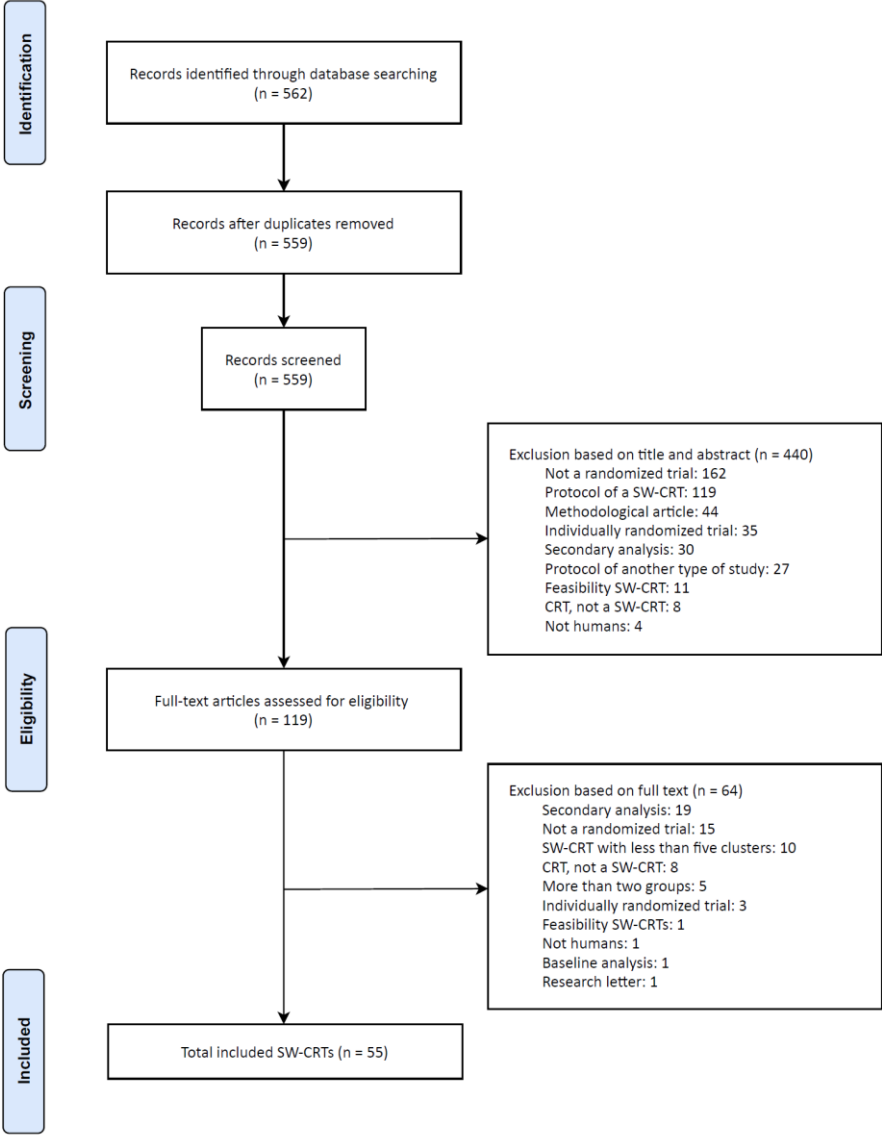 Identification
Records identified through database searching
(n = 562)
Records after duplicates removed
(n = 559)
Screening
Records screened
(n = 559)
Exclusion based on title and abstract (n = 440)
Not a randomized trial: 162
Protocol of a SW-CRT: 119
Methodological article: 44
Individually randomized trial: 35
Secondary analysis: 30
Protocol of another type of study: 27
Feasibility SW-CRT: 11
CRT, not a SW-CRT: 8
Not humans: 4
Eligibility
Full-text articles assessed for eligibility
(n = 119)
Exclusion based on full text (n = 64)
Secondary analysis: 19
Not a randomized trial: 15
SW-CRT with less than five clusters: 10
CRT, not a SW-CRT: 8
More than two groups: 5
Individually randomized trial: 3
Feasibility SW-CRTs: 1
Not humans: 1
Baseline analysis: 1
Research letter: 1
Included
Total included SW-CRTs (n = 55)